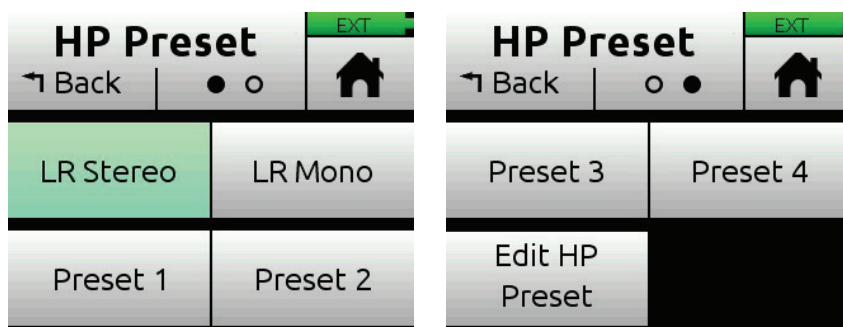 HP Preset
EXT
Back
LR Stereo
LR Mono
Preset 1
Preset 2
HP Preset
EXT
Back
Preset 3
Preset 4
Edit HP
Preset